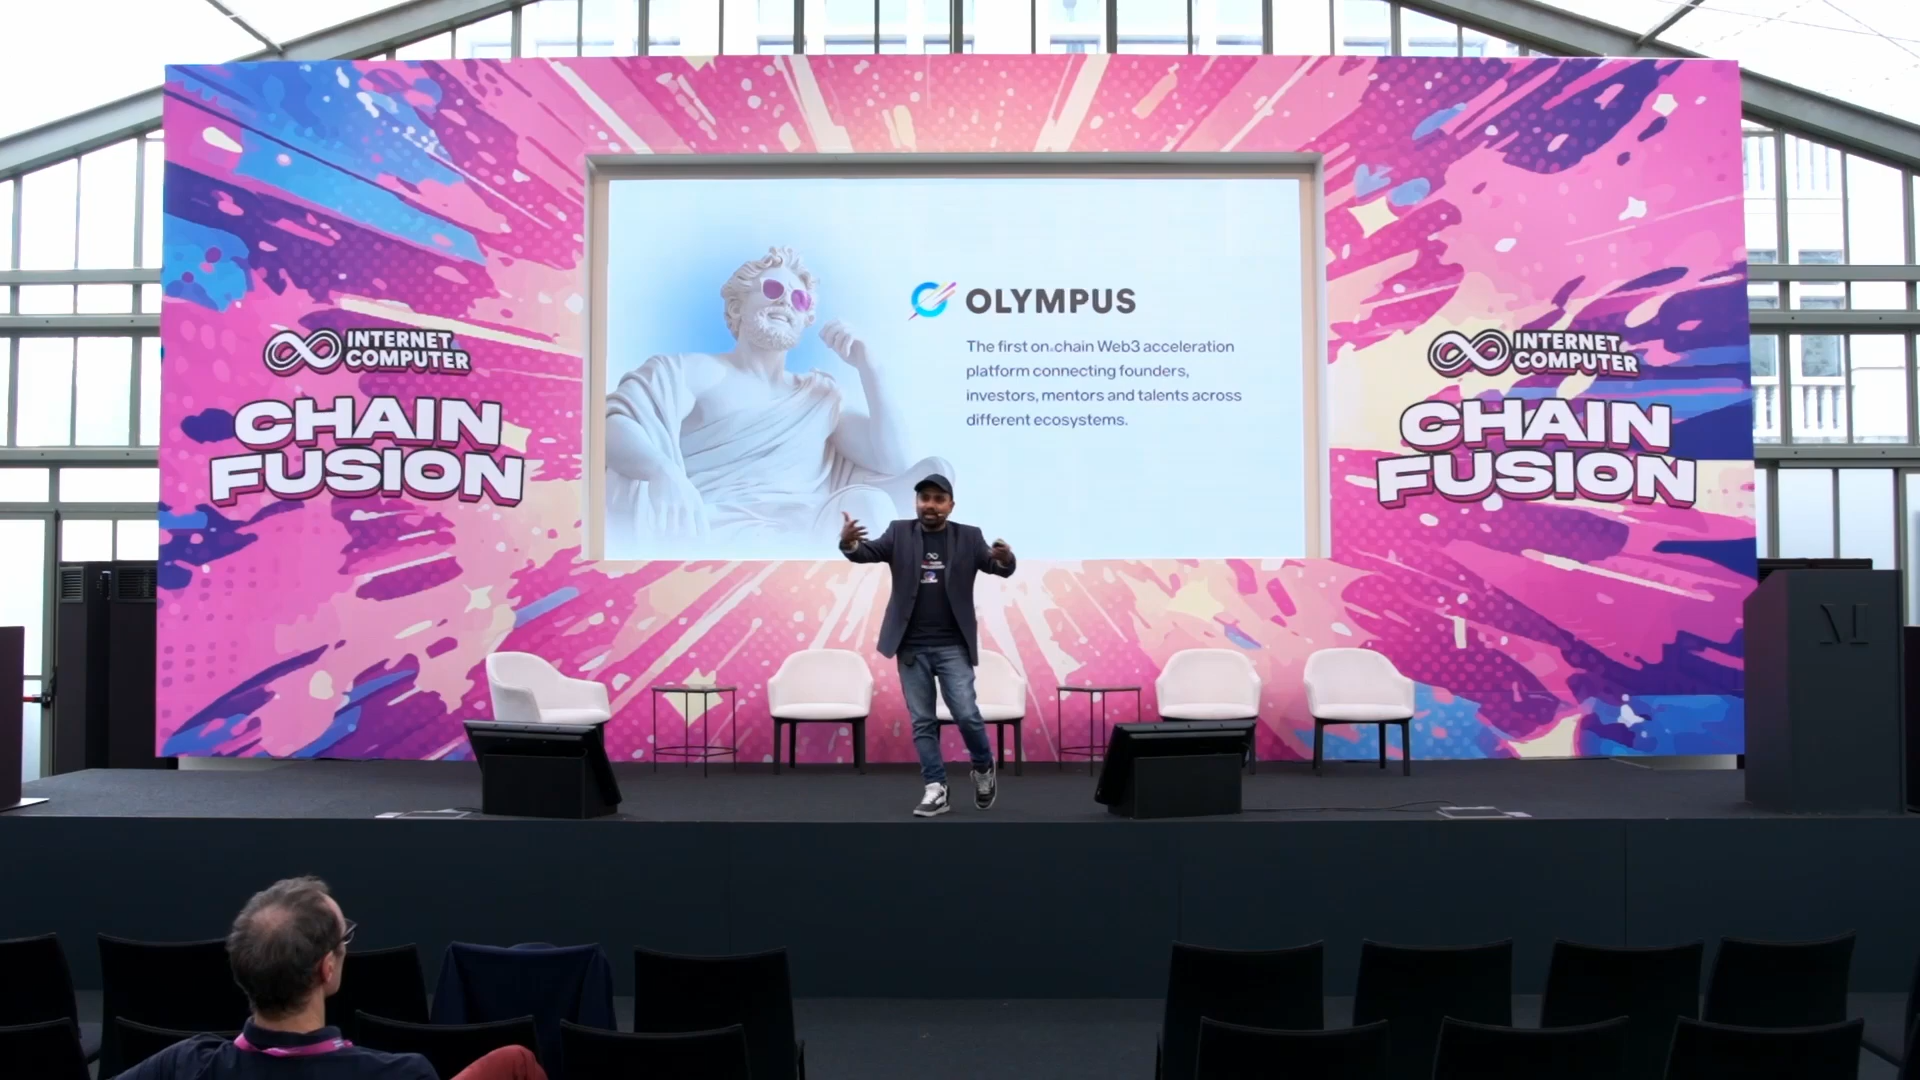 OLYMPUS
The first on-chain Web3 acceleration
platform connecting founders,
investors, mentors and talents across
different ecosystems.
INTERNET
COMPUTER
CHAIN
FUSION
INTERNET
COMPUTER
CHAIN
FUSION